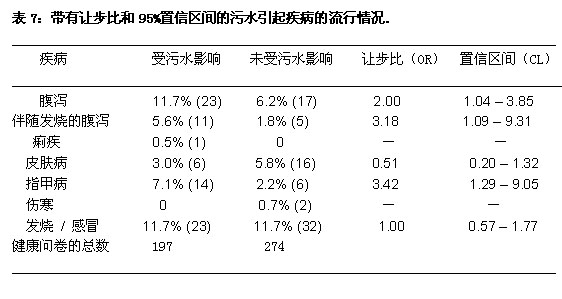 表 7：带有让步比和 95%置信区间的污水引起疾病的流行情况.
疾病 受污水影响 未受污水影响 让步比（OR） 置信区间（CL）
腹泻 11.7% (23) 6.2% (17) 2.00 1.04 – 3.85
伴随发烧的腹泻 5.6% (11) 1.8% (5) 3.18 1.09 – 9.31
痢疾 0.5% (1) 0 — —
皮肤病 3.0% (6) 5.8% (16) 0.51 0.20 – 1.32
指甲病 7.1% (14) 2.2% (6) 3.42 1.29 – 9.05
伤寒 0 0.7% (2) — —
发烧 / 感冒 11.7% (23) 11.7% (32) 1.00 0.57 – 1.77
健康问卷的总数 197 274